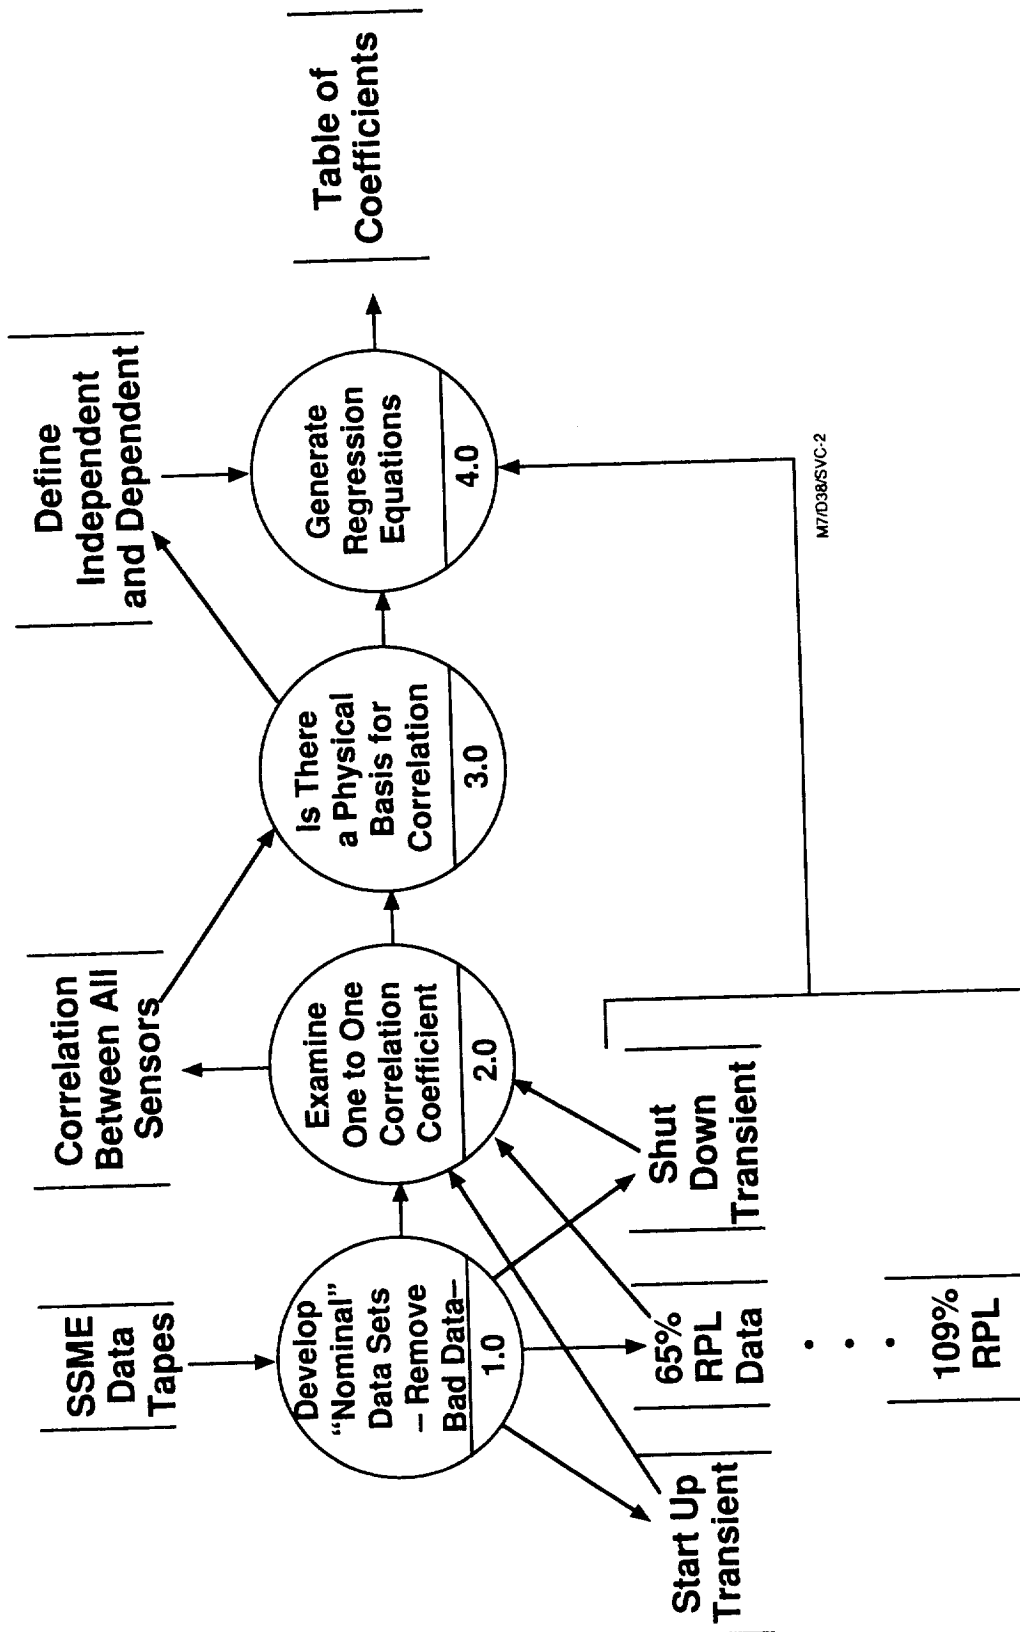 SSME
Data
Tapes
Correlation
Between All
Sensors
Define
Independent
and Dependent
Develop
“Nominal”
Data Sets
– Remove
Bad Data–
1.0
Examine
One to One
Correlation
Coefficient
2.0
Is There
a Physical
Basis for
Correlation
3.0
Generate
Regression
Equations
4.0
Table of
Coefficients
Start Up
Transient
65%
RPL
Data
109%
RPL
Shut
Down
Transient
M7/D38/SVC-2